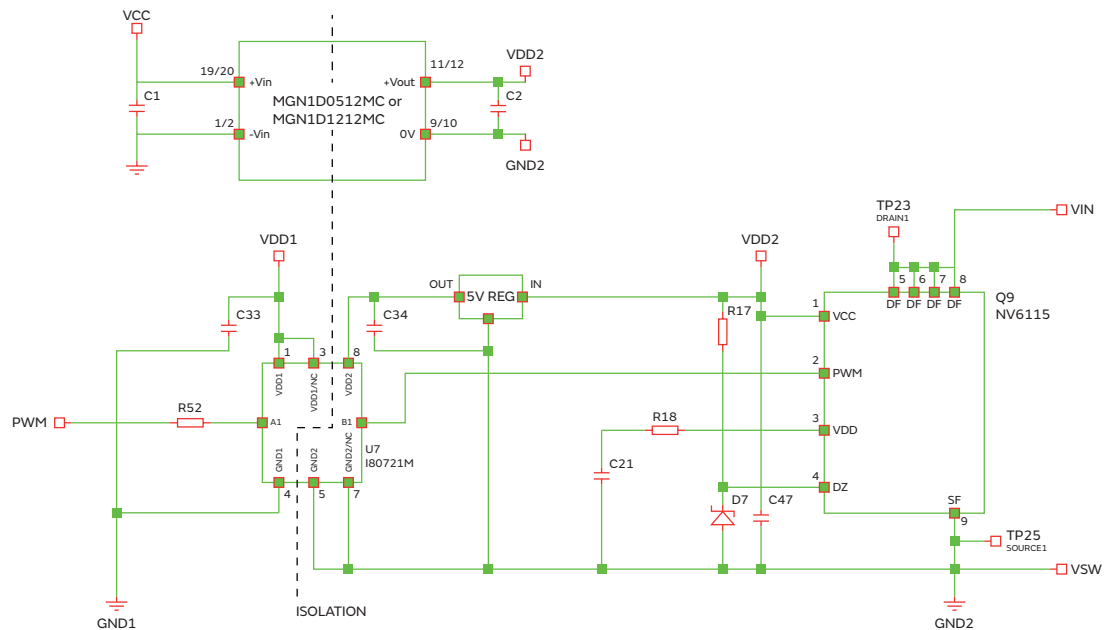 VCC
19/20
+Vin
11/12
+Vout
VDD2
C1
MGN1D0512MC or
MGN1D1212MC
C2
1/2
-Vin
9/10
0V
GND2
TP23
DRAIN1
VIN
VDD1
VDD2
OUT
5V REG
IN
5
6
7
8
DF
DF
DF
DF
Q9
NV6115
C33
C34
R17
1
VCC
1
3
8
VDD1
VDD1/NC
VDD2
2
PWM
PWM
R52
A1
B1
R18
3
VDD
U7
I80721M
GND1
GND2
GND2/NC
C21
4
DZ
4
5
7
D7
C47
SF
9
TP25
SOURCE1
VSW
GND1
ISOLATION
GND2